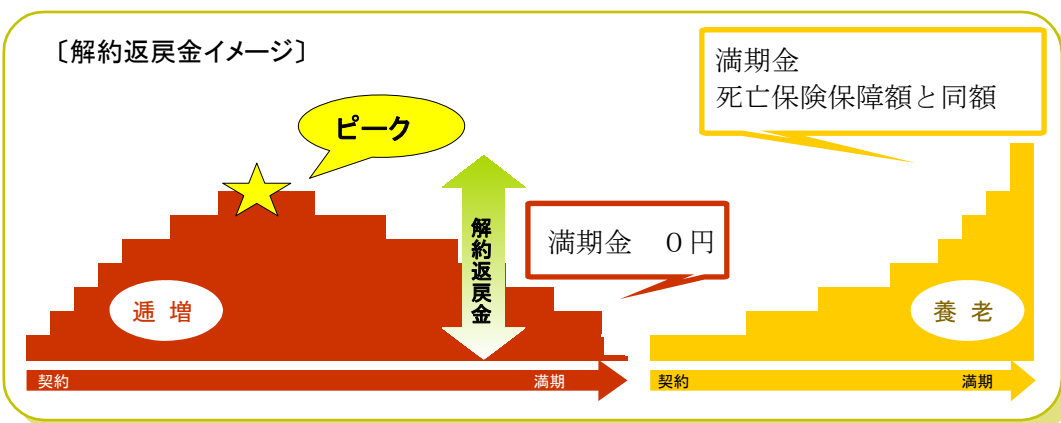 〔解約返戻金イメージ〕
満期金
死亡保険保障額と同額
ピーク
解約返戻金
満期金　０円
逓 増
養 老
契約
満期
契約
満期